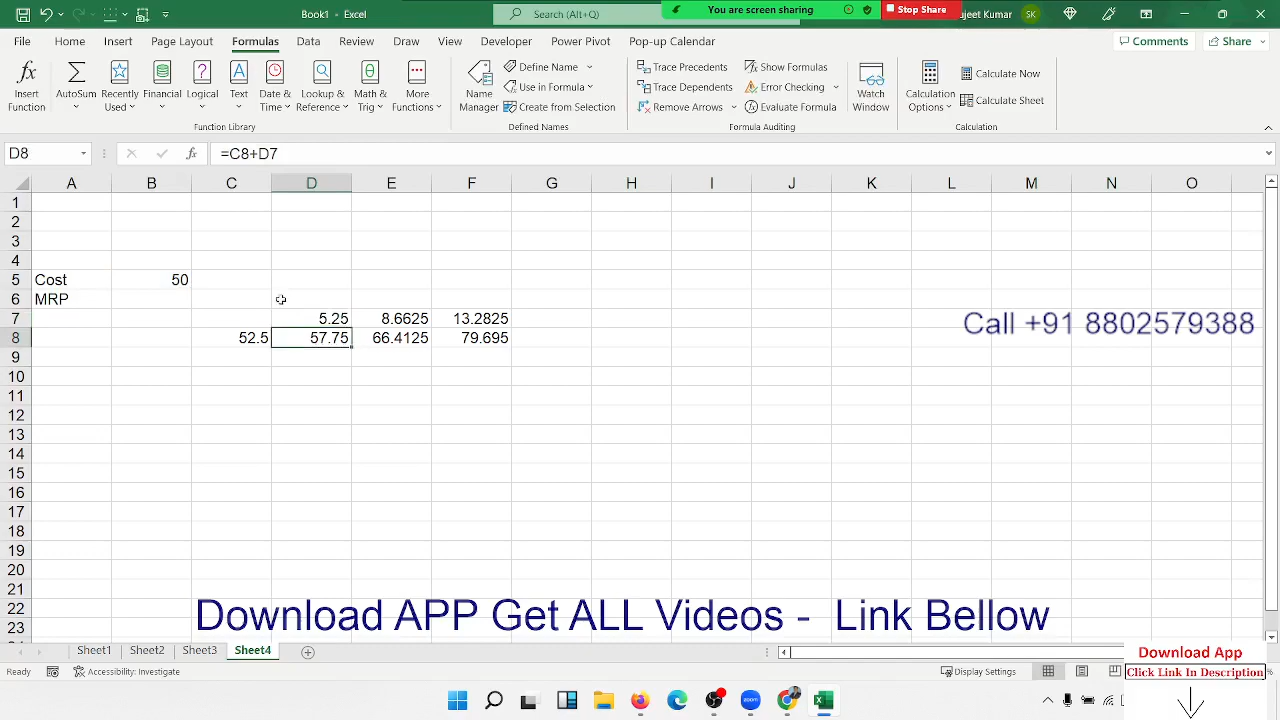 Book1 - Excel
Search (Alt+Q)
You are screen sharing
Stop Share
jeet Kumar
SK
File Home Insert Page Layout Formulas Data Review View Developer Power Pivot Pop-up Calendar
Comments Share
Insert Function
AutoSum
Recently Used
Financial
Logical
Text
Date & Time
Lookup & Reference
Math & Trig
More Functions
Function Library
Name Manager
Define Name
Use in Formula
Create from Selection
Defined Names
Trace Precedents
Trace Dependents
Remove Arrows
Show Formulas
Error Checking
Evaluate Formula
Formula Auditing
Watch Window
Calculation Options
Calculate Now
Calculate Sheet
Calculation
D8 fx =C8+D7
A B C D E F G H I J K L M N O
1
2
3
4
5 Cost 50
6 MRP
7 5.25 8.6625 13.2825
8 52.5 57.75 66.4125 79.695
Call +91 8802579388
9
10
11
12
13
14
15
16
17
18
19
20
21
22
23
Download APP Get ALL Videos - Link Bellow
Sheet1 Sheet2 Sheet3 Sheet4
Download App
Click Link In Description
Ready Accessibility: Investigate Display Settings
zoom